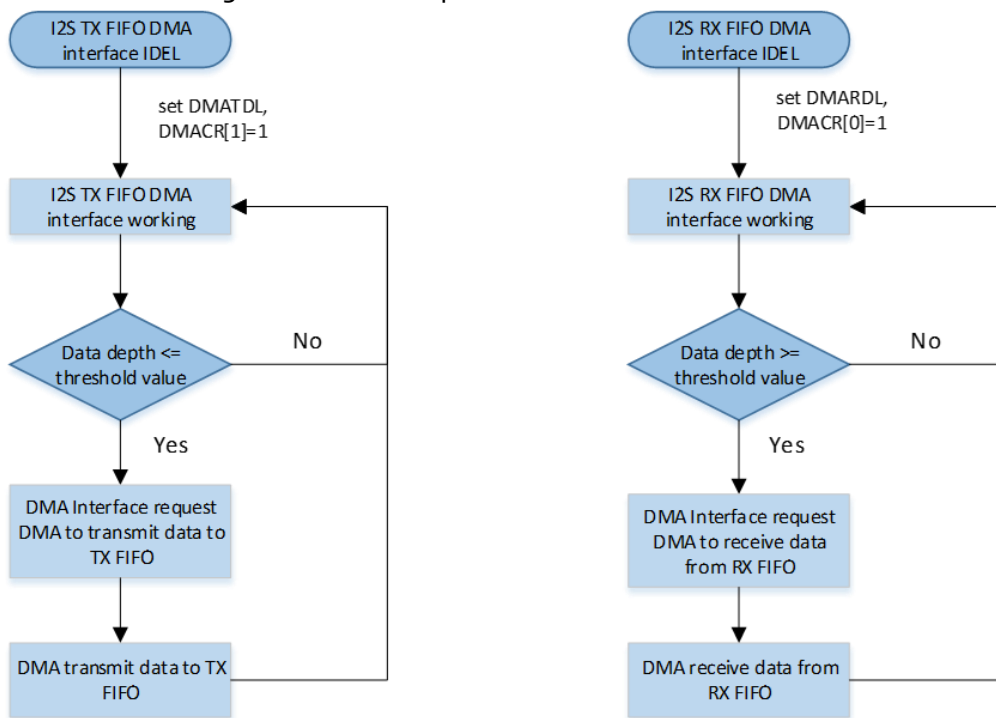 I2S TX FIFO DMA
interface IDEL
set DMATDL,
DMACR[1]=1
I2S TX FIFO DMA
interface working
Data depth <=
threshold value
No
Yes
DMA Interface request
DMA to transmit data to
TX FIFO
DMA transmit data to TX
FIFO
I2S RX FIFO DMA
interface IDEL
set DMARDL,
DMACR[0]=1
I2S RX FIFO DMA
interface working
Data depth >=
threshold value
No
Yes
DMA Interface request
DMA to receive data
from RX FIFO
DMA receive data from
RX FIFO